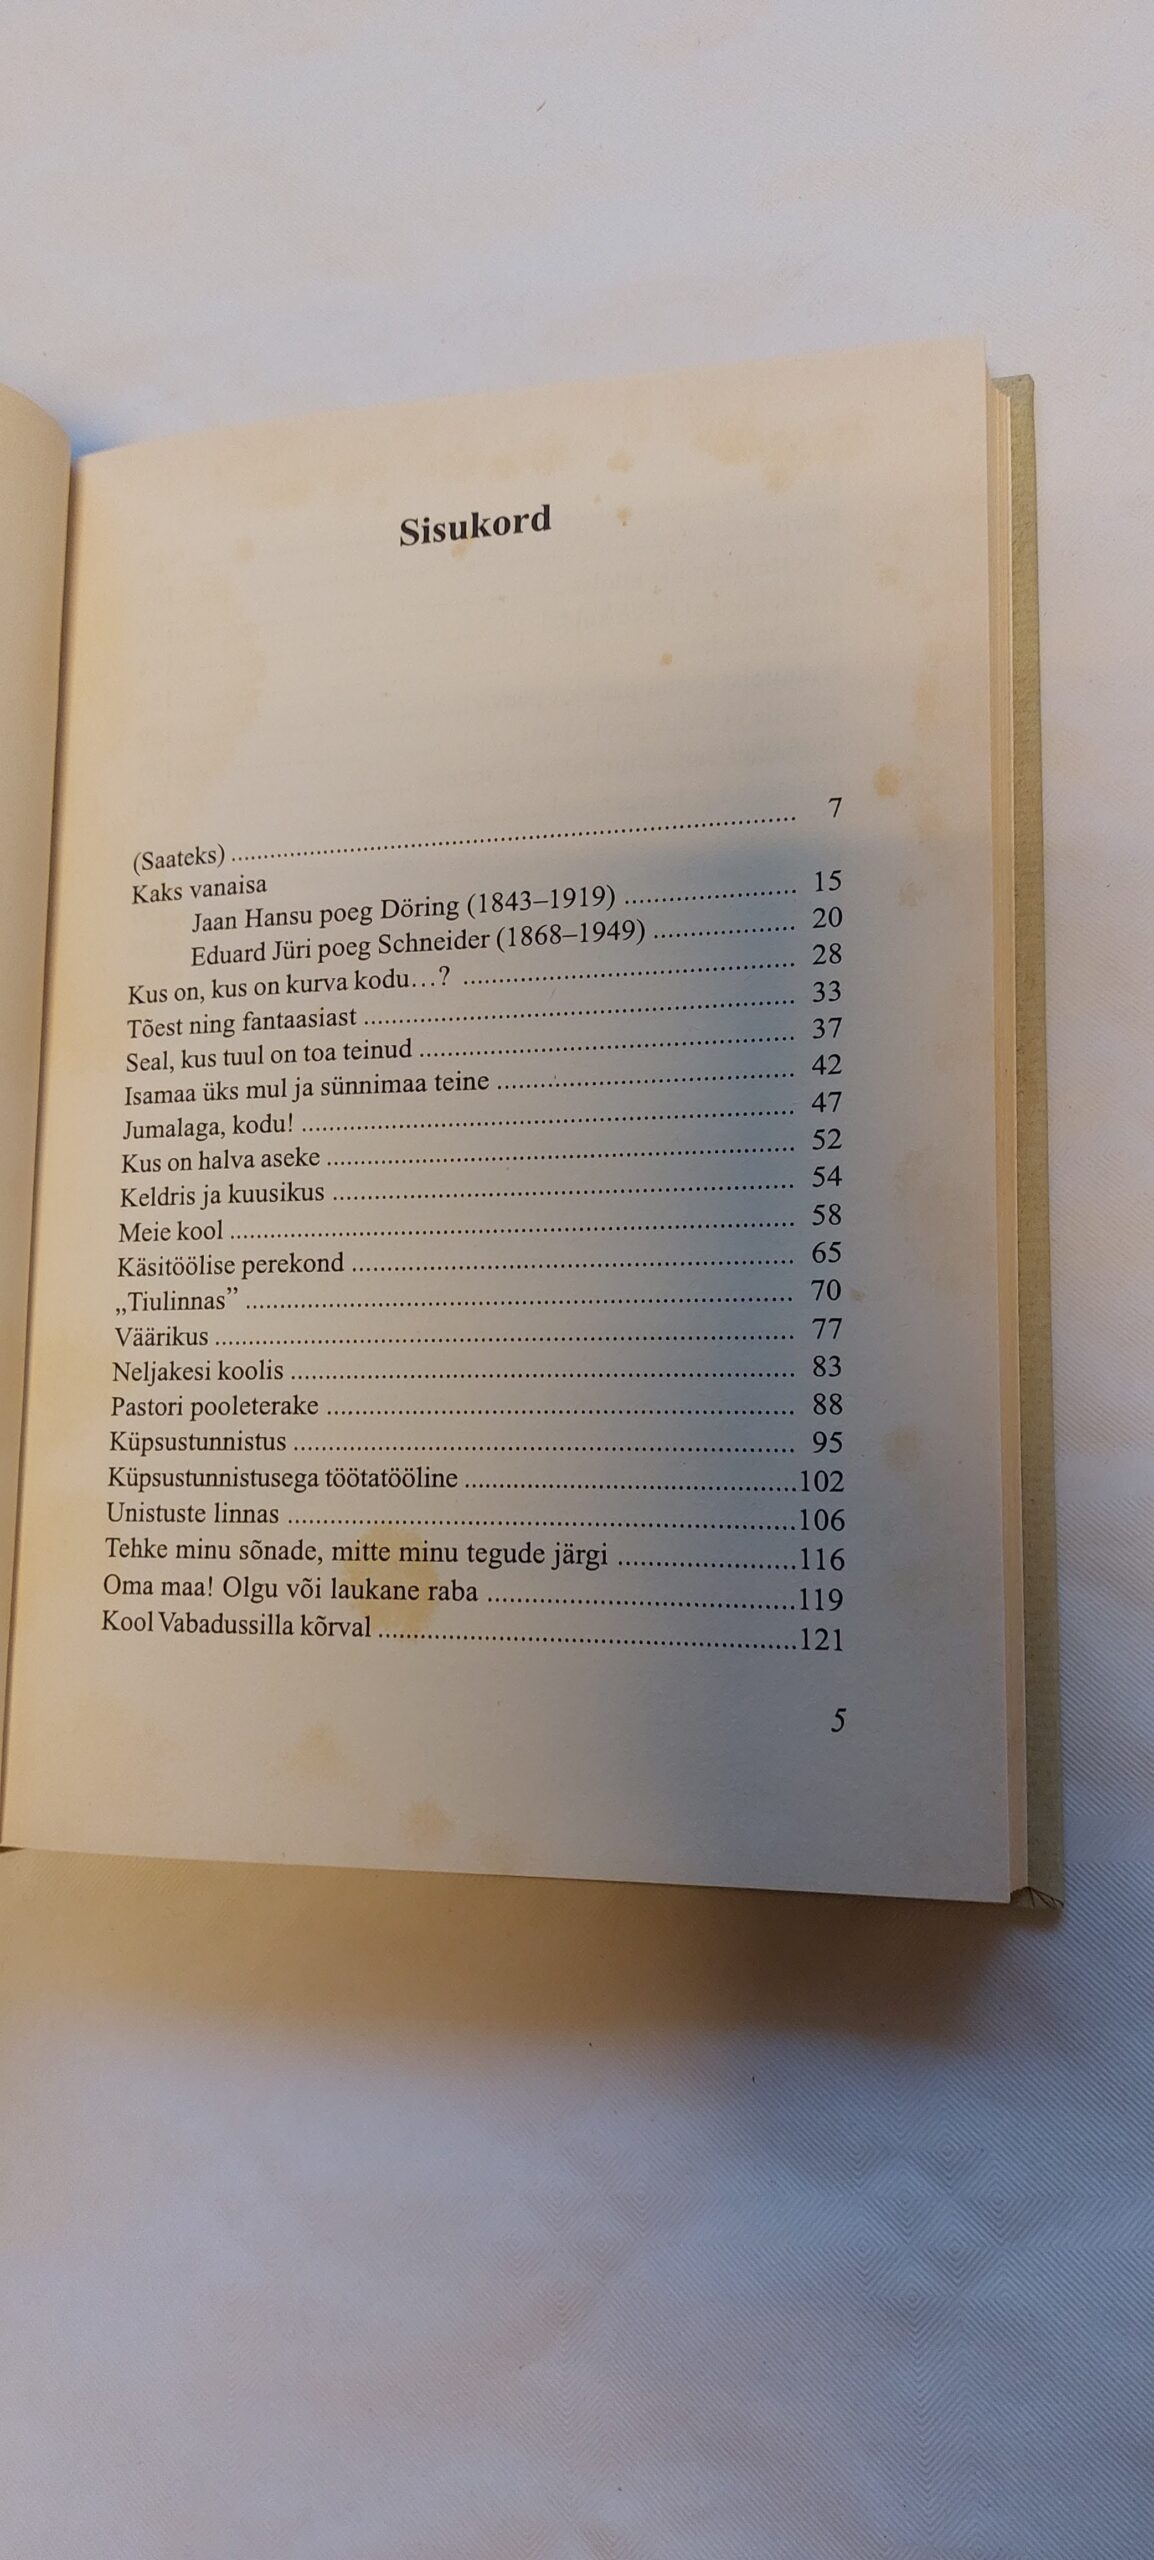 Sisukord
(Saateks) ........ 7
Kaks vanaisa
Jaan Hansu poeg Döring (1843–1919) ........ 15
Eduard Jüri poeg Schneider (1868–1949) ........ 20
Kus on, kus on kurva kodu…? ........ 28
Tõest ning fantaasiast ........ 33
Seal, kus tuul on toa teinud ........ 37
Isamaa üks mul ja sünnimaa teine ........ 42
Jumalaga, kodu! ........ 47
Kus on halva aseke ........ 52
Keldris ja kuusikus ........ 54
Meie kool ........ 58
Käsitöölise perekond ........ 65
„Tiulinnas” ........ 70
Väärikus ........ 77
Neljakesi koolis ........ 83
Pastori pooleterake ........ 88
Küpsustunnistus ........ 95
Küpsustunnistusega töötatööline ........ 102
Unistuste linnas ........ 106
Tehke minu sõnade, mitte minu tegude järgi ........ 116
Oma maa! Olgu või laukane raba ........ 119
Kool Vabadussilla kõrval ........ 121
5